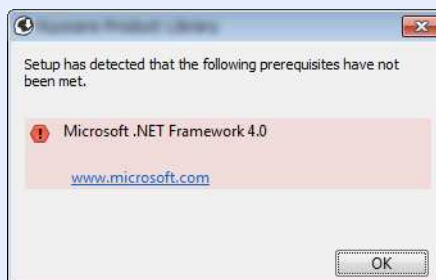 Setup has detected that the following prerequisites have not
been met.
Microsoft .NET Framework 4.0
www.microsoft.com
OK